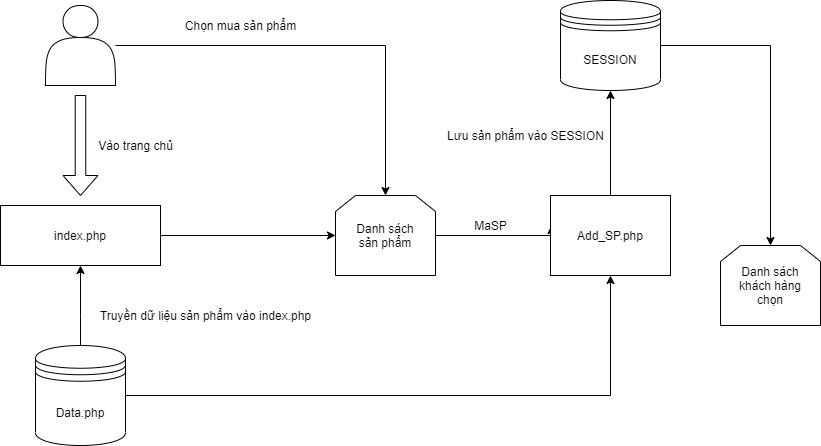 Chọn mua sản phẩm
SESSION
Vào trang chủ
Lưu sản phẩm vào SESSION
index.php
Danh sách
sản phẩm
MaSP
Add_SP.php
Danh sách
khách hàng
chọn
Truyền dữ liệu sản phẩm vào index.php
Data.php